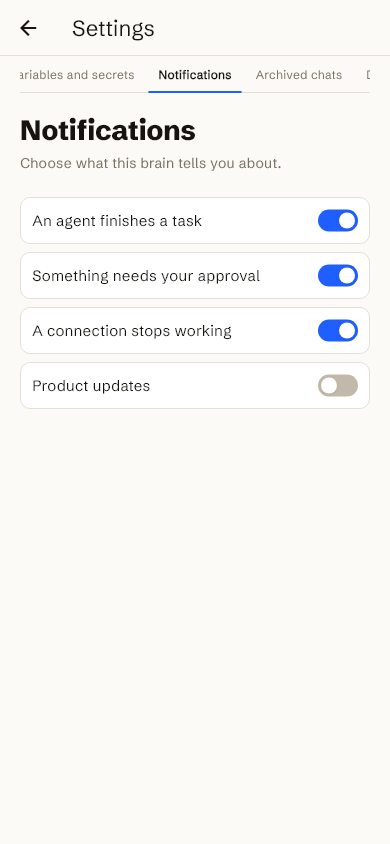 Settings
ariables and secrets
Notifications
Archived chats
Notifications
Choose what this brain tells you about.
An agent finishes a task
Something needs your approval
A connection stops working
Product updates